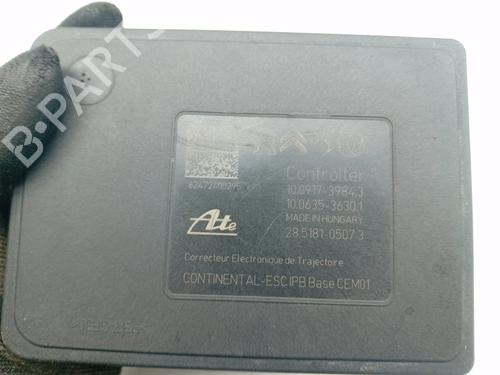 B-PARTS
Controller
10.0917-3984.3
10.0635-3630.1
MADE IN HUNGARY
28.5181-0507.3
62472400295
Ate
Correcteur Electronique de Trajectoire
CONTINENTAL-ESC IPB Base CEM01